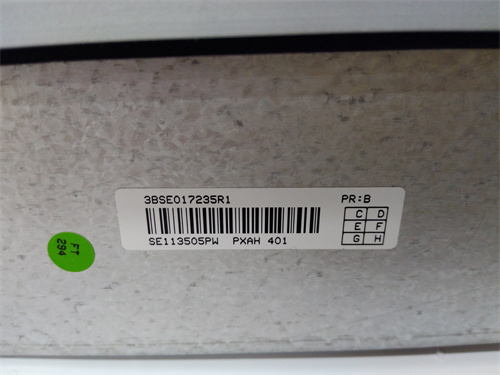 3BSE017235R1
PR:B
C D
E F
G H
SE113505PW PXAH 401
FT
294